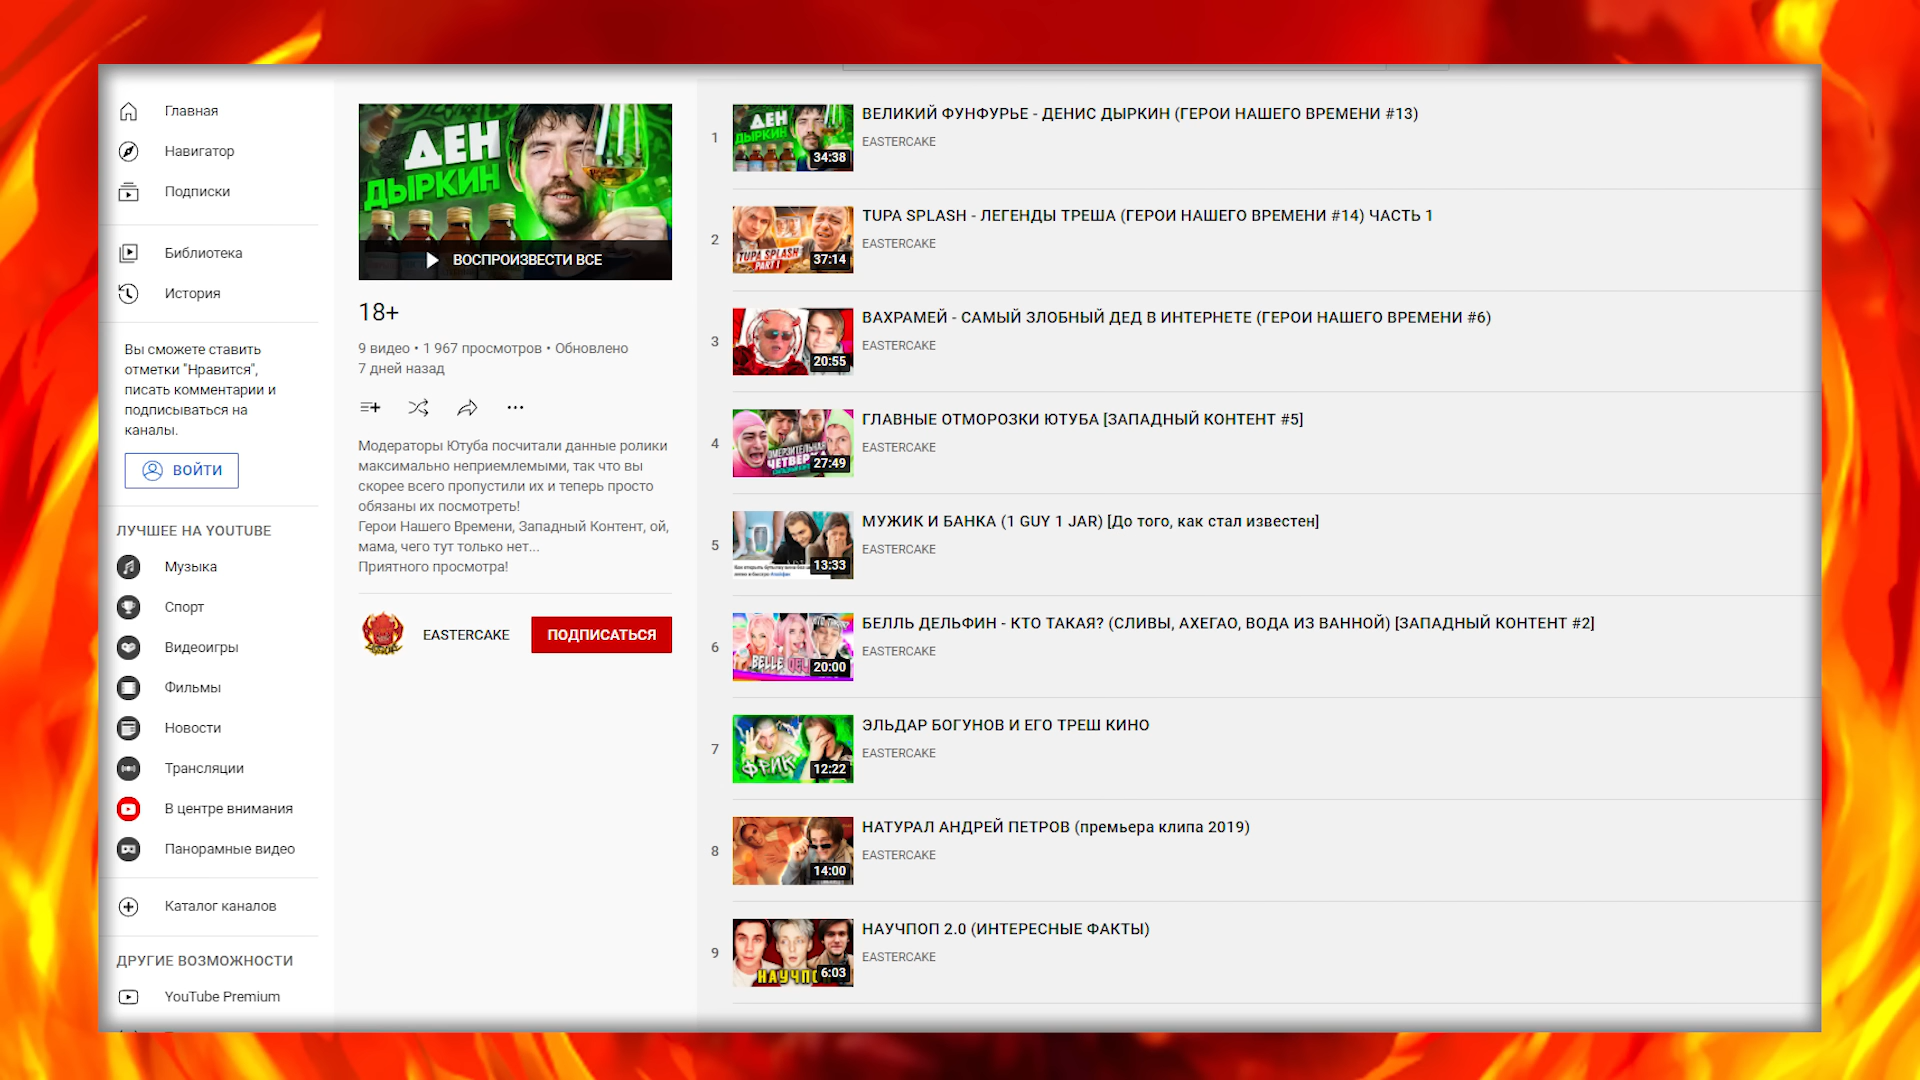 Главная
Навигатор
Подписки
Библиотека
История
Вы сможете ставить
отметки "Нравится",
писать комментарии и
подписываться на
каналы.
ВОЙТИ
ЛУЧШЕЕ НА YOUTUBE
Музыка
Спорт
Видеоигры
Фильмы
Новости
Трансляции
В центре внимания
Панорамные видео
Каталог каналов
ДРУГИЕ ВОЗМОЖНОСТИ
YouTube Premium
ДЕН
ДЫРКИН
ВОСПРОИЗВЕСТИ ВСЕ
18+
9 видео • 1 967 просмотров • Обновлено
7 дней назад
Модераторы Ютуба посчитали данные ролики
максимально неприемлемыми, так что вы
скорее всего пропустили их и теперь просто
обязаны их посмотреть!
Герои Нашего Времени, Западный Контент, ой,
мама, чего тут только нет...
Приятного просмотра!
EASTERCAKE
ПОДПИСАТЬСЯ
1
ДЕН
ДЫРКИН
34:38
ВЕЛИКИЙ ФУНФУРЬЕ - ДЕНИС ДЫРКИН (ГЕРОИ НАШЕГО ВРЕМЕНИ #13)
EASTERCAKE
2
TUPA SPLASH
PART 1
37:14
TUPA SPLASH - ЛЕГЕНДЫ ТРЕША (ГЕРОИ НАШЕГО ВРЕМЕНИ #14) ЧАСТЬ 1
EASTERCAKE
3
20:55
ВАХРАМЕЙ - САМЫЙ ЗЛОБНЫЙ ДЕД В ИНТЕРНЕТЕ (ГЕРОИ НАШЕГО ВРЕМЕНИ #6)
EASTERCAKE
4
27:49
ГЛАВНЫЕ ОТМОРОЗКИ ЮТУБА [ЗАПАДНЫЙ КОНТЕНТ #5]
EASTERCAKE
5
13:33
МУЖИК И БАНКА (1 GUY 1 JAR) [До того, как стал известен]
EASTERCAKE
6
BELLE DEL
20:00
БЕЛЛЬ ДЕЛЬФИН - КТО ТАКАЯ? (СЛИВЫ, АХЕГАО, ВОДА ИЗ ВАННОЙ) [ЗАПАДНЫЙ КОНТЕНТ #2]
EASTERCAKE
7
ФРИК
12:22
ЭЛЬДАР БОГУНОВ И ЕГО ТРЕШ КИНО
EASTERCAKE
8
14:00
НАТУРАЛ АНДРЕЙ ПЕТРОВ (премьера клипа 2019)
EASTERCAKE
9
НАУЧПО
6:03
НАУЧПОП 2.0 (ИНТЕРЕСНЫЕ ФАКТЫ)
EASTERCAKE